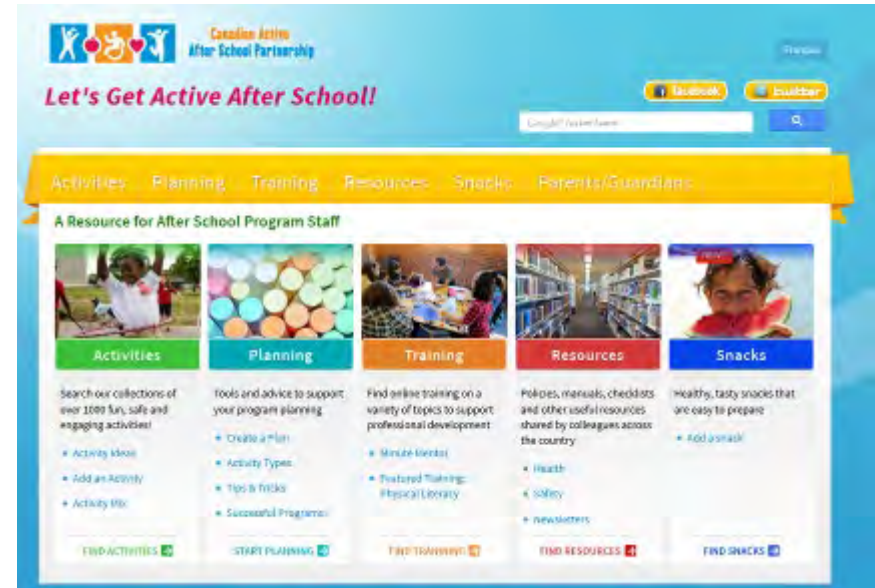 Canadian Active
After School Partnership
Français
Let's Get Active After School!
facebook
twitter
Activities Planning Training Resources Snacks Parents/Guardians
A Resource for After School Program Staff
Activities
Planning
Training
Resources
Snacks
Search our collections of
over 1000 fun, safe and
engaging activities!
Activity Ideas
Add an Activity
Activity Mix
FIND ACTIVITIES
Tools and advice to support
your program planning
Create a Plan
Activity Types
Tips & Tricks
Successful Programs
START PLANNING
Find online training on a
variety of topics to support
professional development
Minute Mentor
Featured Training:
Physical Literacy
FIND TRAINING
Policies, manuals, checklists
and other useful resources
shared by colleagues across
the country
Health
Safety
Newsletters
FIND RESOURCES
Healthy, tasty snacks that
are easy to prepare
Add a snack
FIND SNACKS